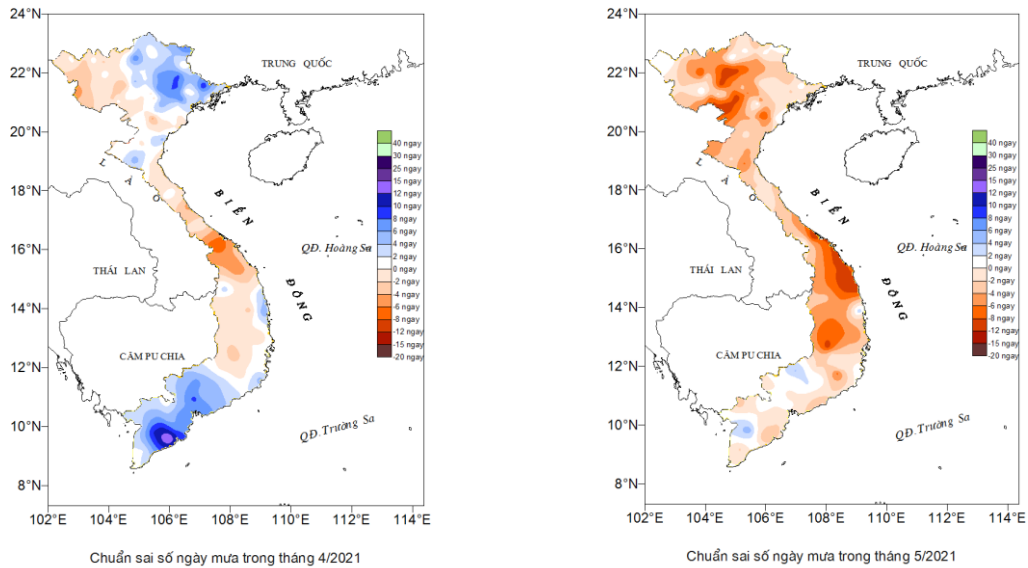 24°N
22°N
20°N
18°N
16°N
14°N
12°N
10°N
8°N
102°E 104°E 106°E 108°E 110°E 112°E 114°E
TRUNG QUỐC
L A O
BIỂN ĐÔNG
QĐ. Hoàng Sa
THÁI LAN
CĂM PU CHIA
QĐ. Trường Sa
40 ngay
30 ngay
25 ngay
15 ngay
12 ngay
10 ngay
8 ngay
6 ngay
4 ngay
2 ngay
0 ngay
-2 ngay
-4 ngay
-6 ngay
-8 ngay
-12 ngay
-15 ngay
-20 ngay
Chuẩn sai số ngày mưa trong tháng 4/2021
24°N
22°N
20°N
18°N
16°N
14°N
12°N
10°N
8°N
102°E 104°E 106°E 108°E 110°E 112°E 114°E
TRUNG QUỐC
L A O
BIỂN ĐÔNG
QĐ. Hoàng Sa
THÁI LAN
CĂM PU CHIA
QĐ. Trường Sa
40 ngay
30 ngay
25 ngay
15 ngay
12 ngay
10 ngay
8 ngay
6 ngay
4 ngay
2 ngay
0 ngay
-2 ngay
-4 ngay
-6 ngay
-8 ngay
-12 ngay
-15 ngay
-20 ngay
Chuẩn sai số ngày mưa trong tháng 5/2021